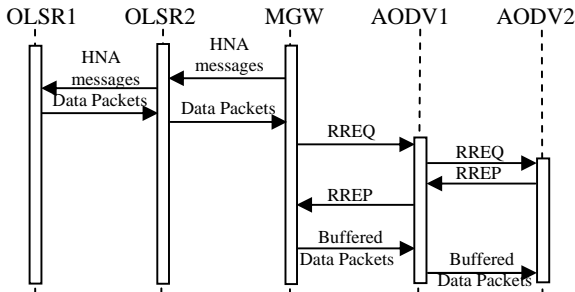 OLSR1 OLSR2 MGW AODV1 AODV2
HNA
messages
HNA
messages
Data Packets
Data Packets
RREQ
RREQ
RREP
RREP
Buffered
Data Packets
Buffered
Data Packets